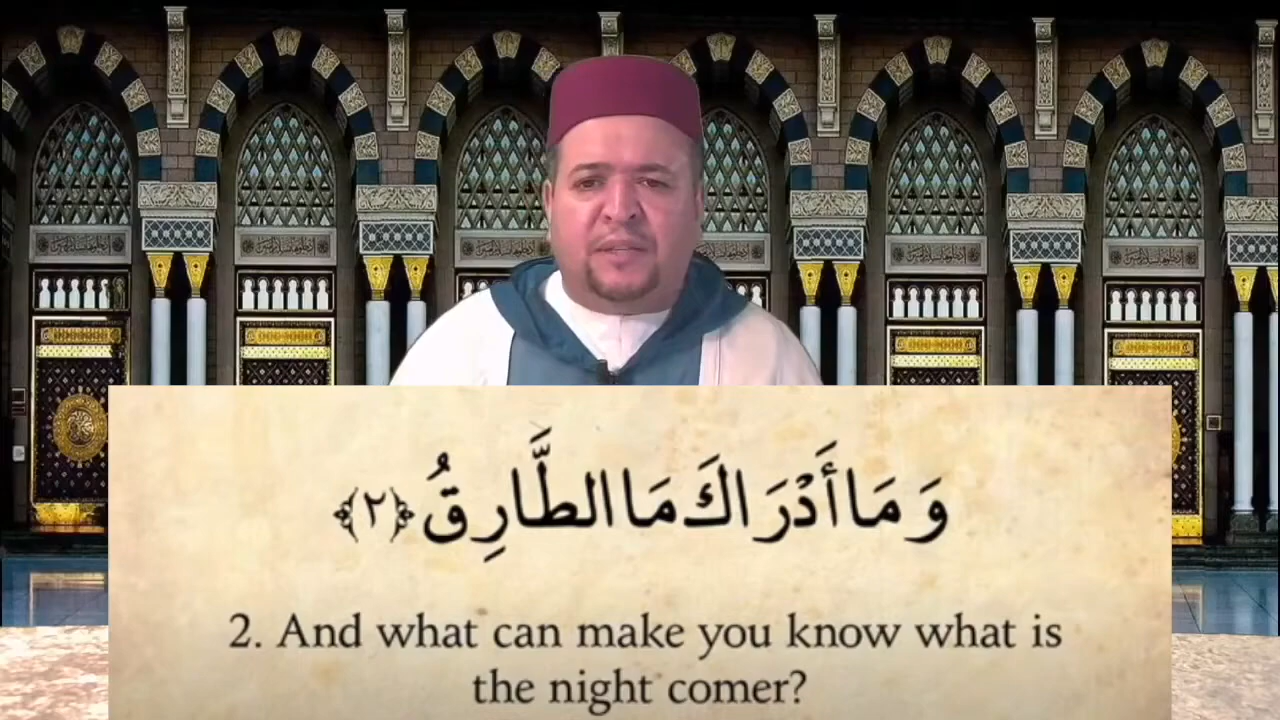 وَمَا أَدْرَاكَ مَا الطَّارِقُ ﴿٢﴾
2. And what can make you know what is
the night comer?